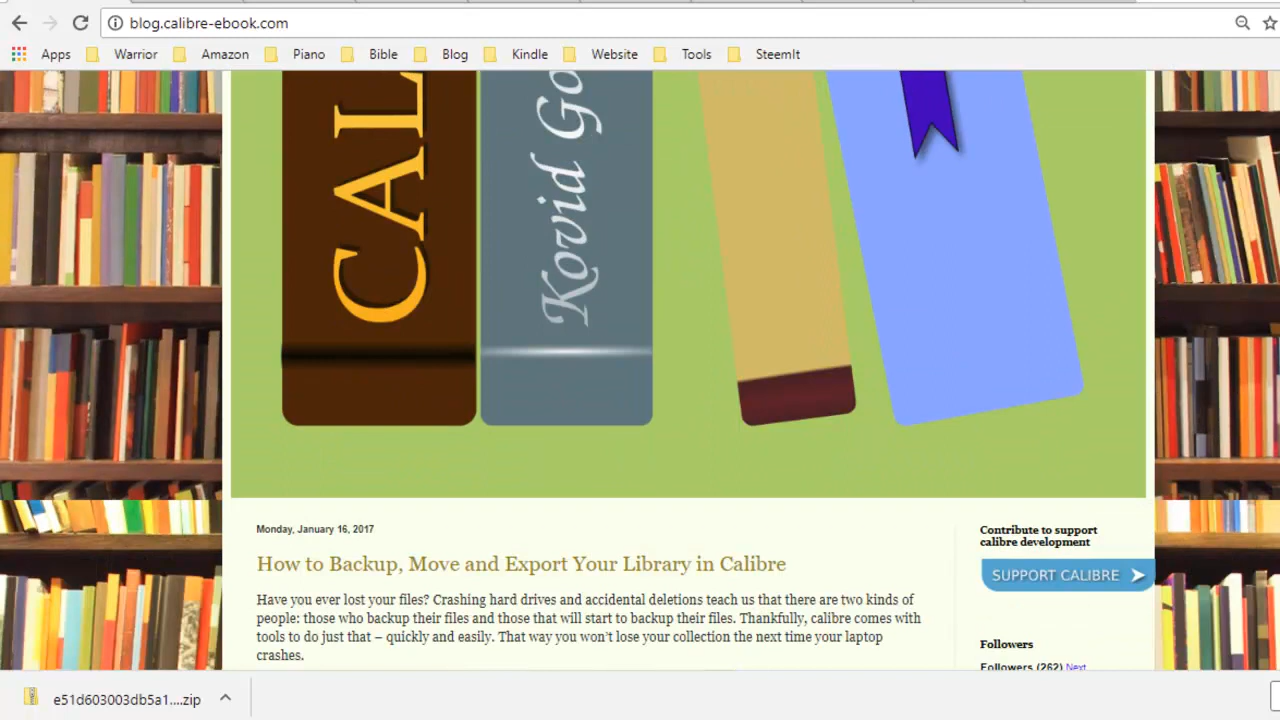 blog.calibre-ebook.com
Apps Warrior Amazon Piano Bible Blog Kindle Website Tools SteemIt
CAL
Kovid Go
Monday, January 16, 2017
How to Backup, Move and Export Your Library in Calibre
Have you ever lost your files? Crashing hard drives and accidental deletions teach us that there are two kinds of
people: those who backup their files and those that will start to backup their files. Thankfully, calibre comes with
tools to do just that – quickly and easily. That way you won't lose your collection the next time your laptop
crashes.
Contribute to support
calibre development
SUPPORT CALIBRE
Followers
Followers (262) Next
e51d603003db5a1....zip